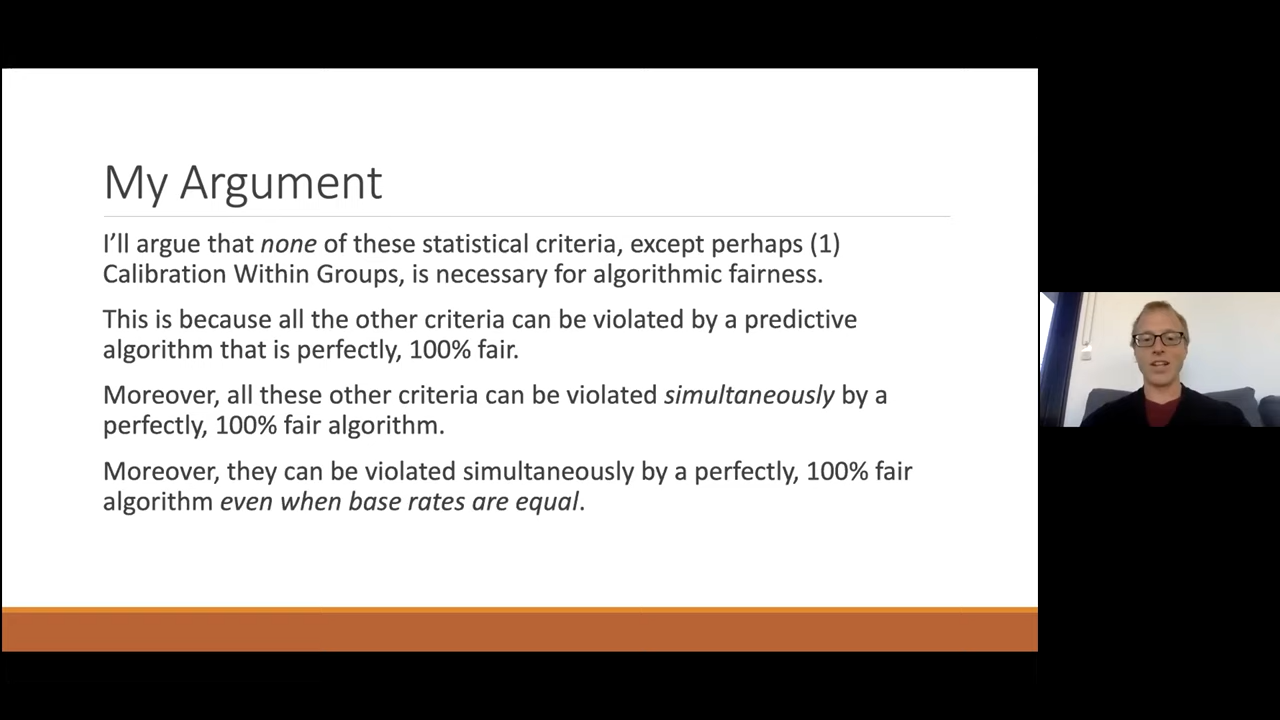 My Argument
I’ll argue that none of these statistical criteria, except perhaps (1)
Calibration Within Groups, is necessary for algorithmic fairness.
This is because all the other criteria can be violated by a predictive
algorithm that is perfectly, 100% fair.
Moreover, all these other criteria can be violated simultaneously by a
perfectly, 100% fair algorithm.
Moreover, they can be violated simultaneously by a perfectly, 100% fair
algorithm even when base rates are equal.